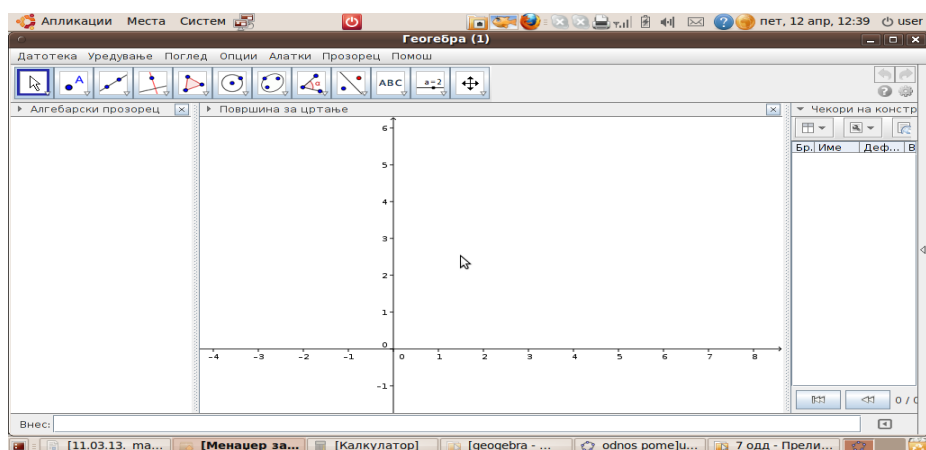 Апликации Места Систем пет, 12 апр, 12:39 user
Геогебра (1)
Датотека Уредување Поглед Опции Алатки Прозорец Помош
A ABC a=2
Алгебарски прозорец Површина за цртање Чекори на констр
Бр. Име Деф... В
6
5
4
3
2
1
0
-4 -3 -2 -1 0 1 2 3 4 5 6 7 8
-1
0 / 0
Внес:
[11.03.13. ma... [Менаџер за... [Калкулатор] [geogebra - ... odnos pome]u... 7 одд - Прели...